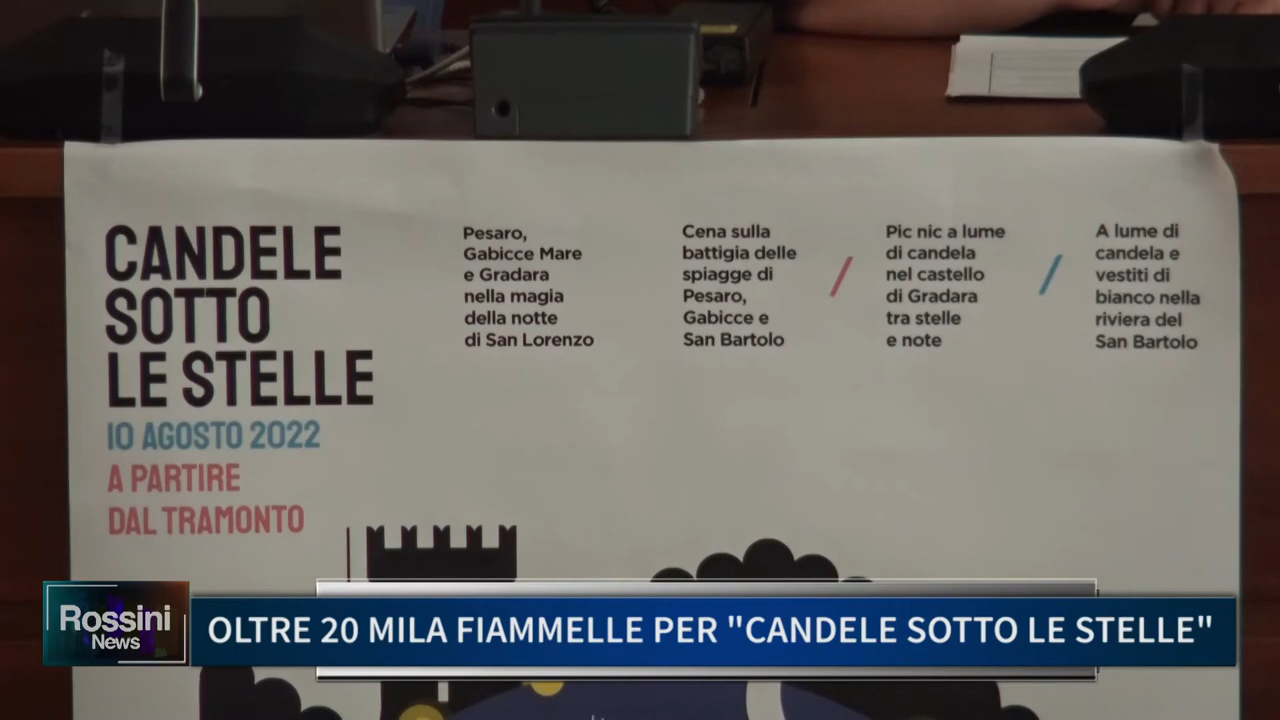 CANDELE
SOTTO
LE STELLE
10 AGOSTO 2022
A PARTIRE
DAL TRAMONTO
Pesaro,
Gabicce Mare
e Gradara
nella magia
della notte
di San Lorenzo
Cena sulla
battigia delle
spiagge di
Pesaro,
Gabicce e
San Bartolo
/
Pic nic a lume
di candela
nel castello
di Gradara
tra stelle
e note
/
A lume di
candela e
vestiti di
bianco nella
riviera del
San Bartolo
Rossini
News
OLTRE 20 MILA FIAMMELLE PER "CANDELE SOTTO LE STELLE"